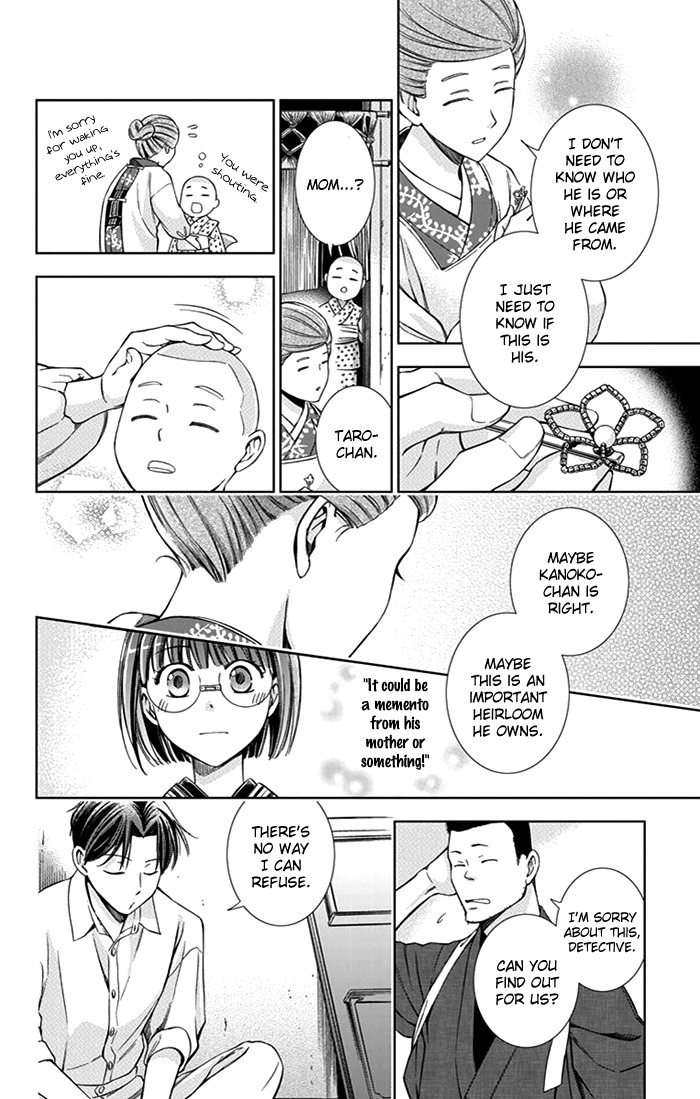 I DON'T
NEED TO
KNOW WHO
HE IS OR
WHERE
HE CAME
FROM.
I JUST
NEED TO
KNOW IF
THIS IS
HIS.
MOM...?
TARO-
CHAN.
You were
shouting.
I'm sorry
for waking
you up,
everything's
fine.
MAYBE
KANOKO-
CHAN IS
RIGHT.
MAYBE
THIS IS AN
IMPORTANT
HEIRLOOM
HE OWNS.
"It could be
a memento
from his
mother or
something!"
I'M SORRY
ABOUT THIS,
DETECTIVE.
CAN YOU
FIND OUT
FOR US?
THERE'S
NO WAY
I CAN
REFUSE.